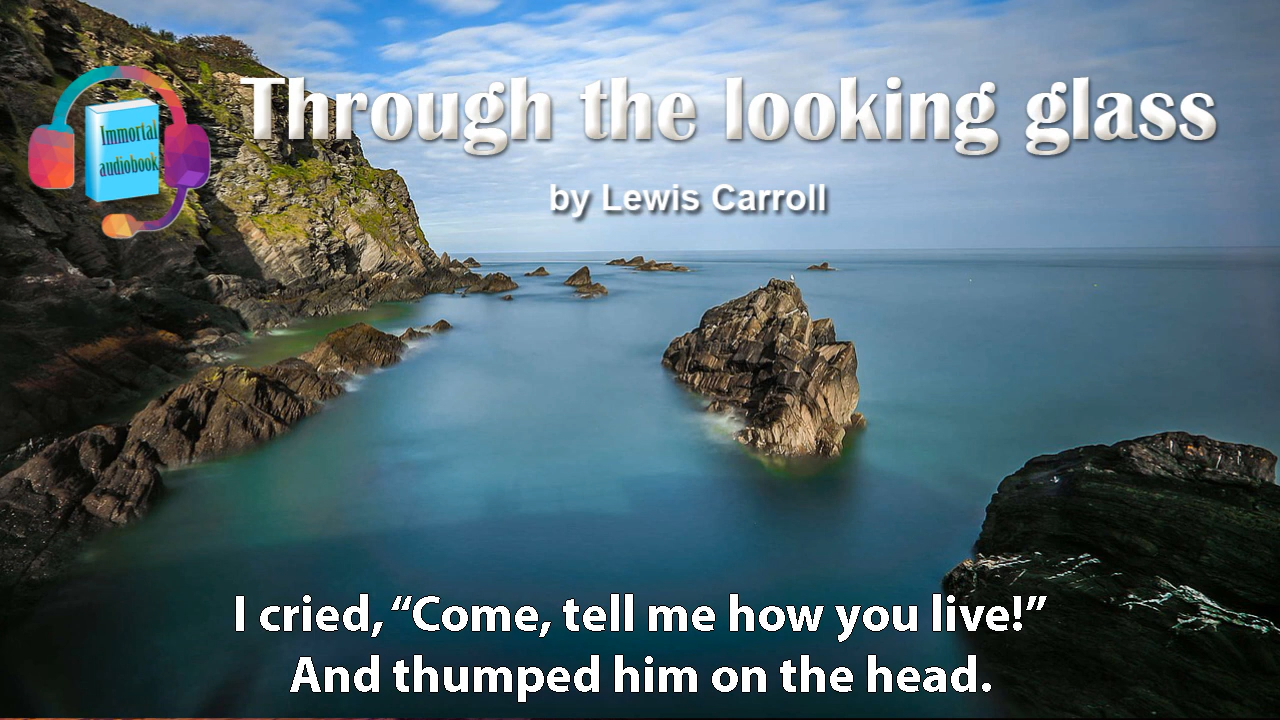 Through the looking glass
Immortal
audiobook
by Lewis Carroll
I cried, “Come, tell me how you live!”
And thumped him on the head.